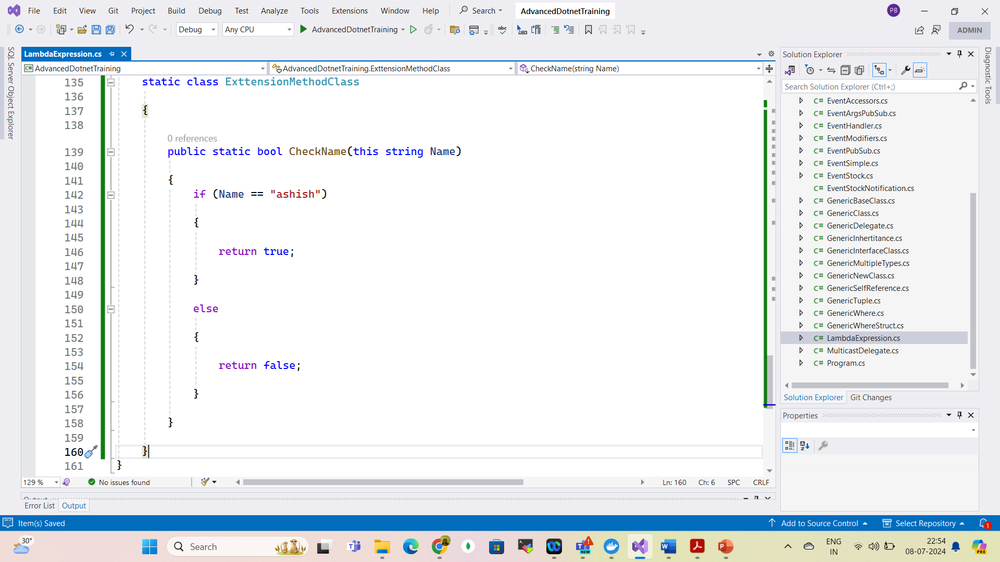 File Edit View Git Project Build Debug Test Analyze Tools Extensions Window Help Search AdvancedDotnetTraining PB
Debug Any CPU AdvancedDotnetTraining abc ADMIN
SQL Server Object Explorer
LambdaExpression.cs
AdvancedDotnetTraining AdvancedDotnetTraining.ExttensionMethodClass CheckName(string Name)
135 static class ExttensionMethodClass
136
137 {
138
0 references
139 public static bool CheckName(this string Name)
140
141 {
142 if (Name == "ashish")
143
144 {
145
146 return true;
147
148 }
149
150 else
151
152 {
153
154 return false;
155
156 }
157
158 }
159
160 }
161 }
129 % No issues found Ln: 160 Ch: 6 SPC CRLF
Output
Error List Output
Solution Explorer
Search Solution Explorer (Ctrl+;)
C# EventAccessors.cs
C# EventArgsPubSub.cs
C# EventHandler.cs
C# EventModifiers.cs
C# EventPubSub.cs
C# EventSimple.cs
C# EventStock.cs
C# EventStockNotification.cs
C# GenericBaseClass.cs
C# GenericClass.cs
C# GenericDelegate.cs
C# GenericInhertitance.cs
C# GenericInterfaceClass.cs
C# GenericMultipleTypes.cs
C# GenericNewClass.cs
C# GenericSelfReference.cs
C# GenericTuple.cs
C# GenericWhere.cs
C# GenericWhereStruct.cs
C# LambdaExpression.cs
C# MulticastDelegate.cs
C# Program.cs
Solution Explorer Git Changes
Properties
Diagnostic Tools
Item(s) Saved Add to Source Control Select Repository 1
30° Search NEW ENG IN 22:54 08-07-2024 PRE